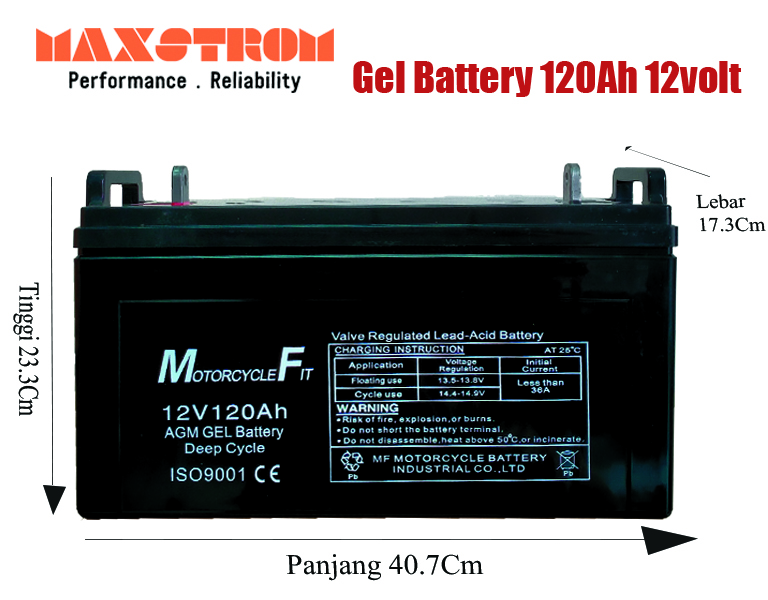 MAXSTROM
Performance . Reliability
Gel Battery 120Ah 12volt
Lebar
17.3Cm
Tinggi 23.3Cm
MOTORCYCLE FIT
12V120Ah
AGM GEL Battery
Deep Cycle
ISO9001 CE
Valve Regulated Lead-Acid Battery
CHARGING INSTRUCTION AT 25°C
Application Voltage Regulation Initial Current
Floating use 13.5-13.8V Less than 36A
Cycle use 14.4-14.9V
WARNING
•Risk of fire, explosion, or burns.
•Do not short the battery terminal.
•Do not disassemble, heat above 50°C, or incinerate.
Pb
MF MOTORCYCLE BATTERY
INDUSTRIAL CO.,LTD
Pb
Panjang 40.7Cm